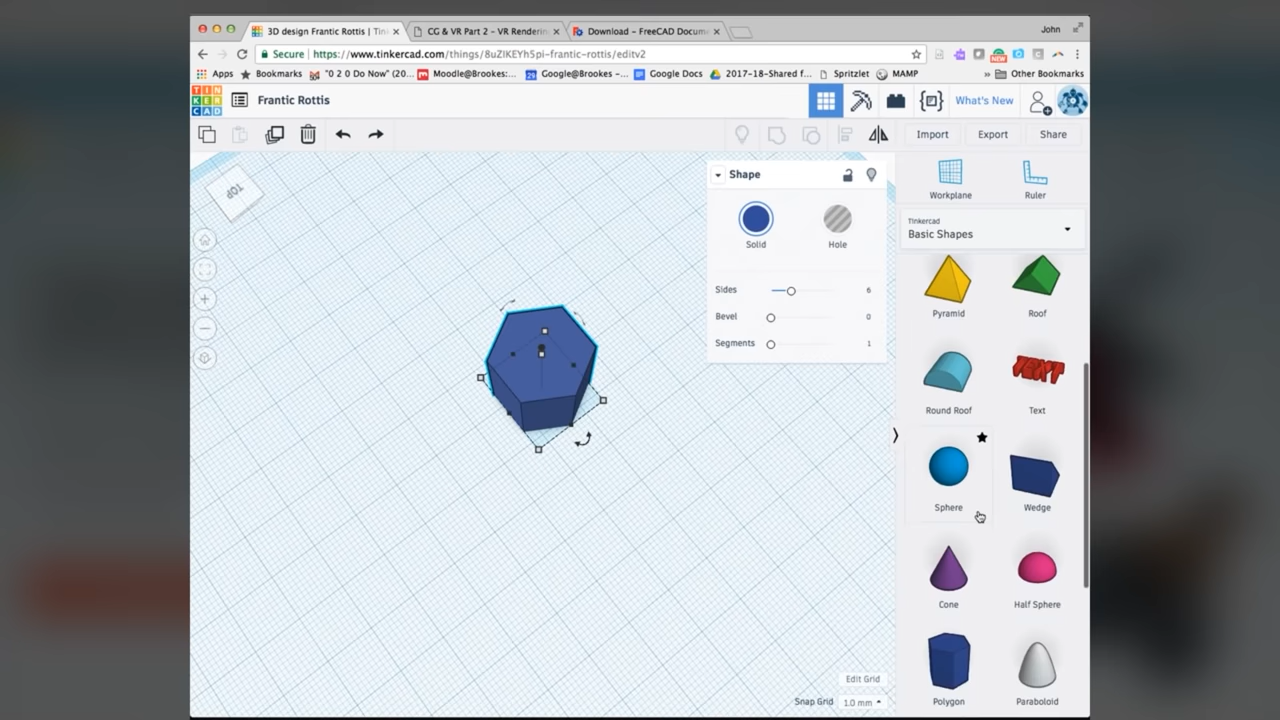 3D design Frantic Rottis | Tin
CG & VR Part 2 - VR Renderin
Download - FreeCAD Docum
John
Secure
https://www.tinkercad.com/things/8uZIKEYh5pi-frantic-rottis/editv2
NEW
Apps
Bookmarks
"0 2 0 Do Now" (20...
Moodle@Brookes:...
Google@Brookes -...
Google Docs
2017-18-Shared f...
Spritzlet
MAMP
»
Other Bookmarks
TIN
KER
CAD
Frantic Rottis
What's New
Import
Export
Share
TOP
Shape
Solid
Hole
Sides
6
Bevel
0
Segments
1
Workplane
Ruler
Tinkercad
Basic Shapes
Pyramid
Roof
TEXT
Round Roof
Text
Sphere
Wedge
Cone
Half Sphere
Polygon
Paraboloid
Edit Grid
Snap Grid
1.0 mm